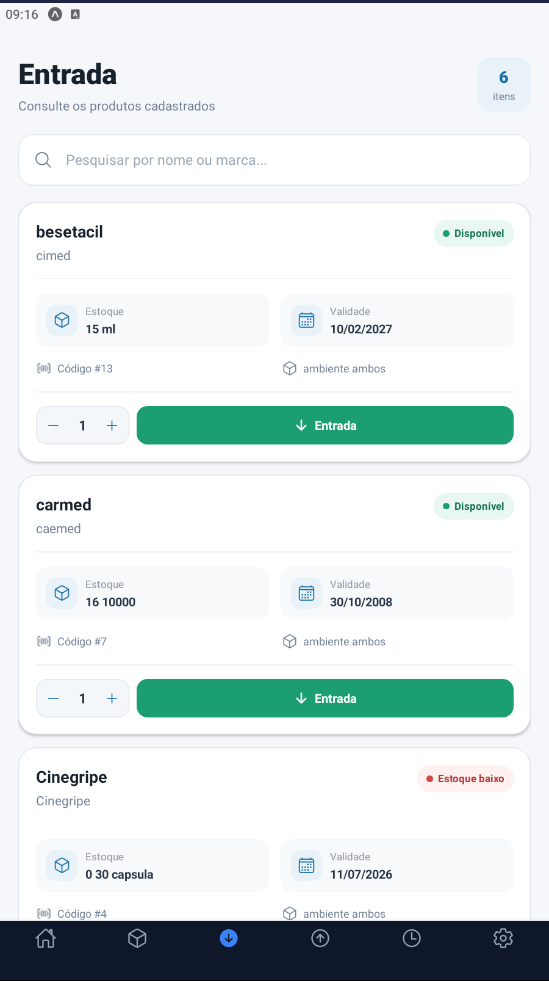 09:16
Entrada
6
itens
Consulte os produtos cadastrados
Pesquisar por nome ou marca...
besetacil
Disponível
cimed
Estoque
15 ml
Validade
10/02/2027
Código #13
ambiente ambos
1
Entrada
carmed
Disponível
caemed
Estoque
16 10000
Validade
30/10/2008
Código #7
ambiente ambos
1
Entrada
Cinegripe
Estoque baixo
Cinegripe
Estoque
0 30 capsula
Validade
11/07/2026
Código #4
ambiente ambos